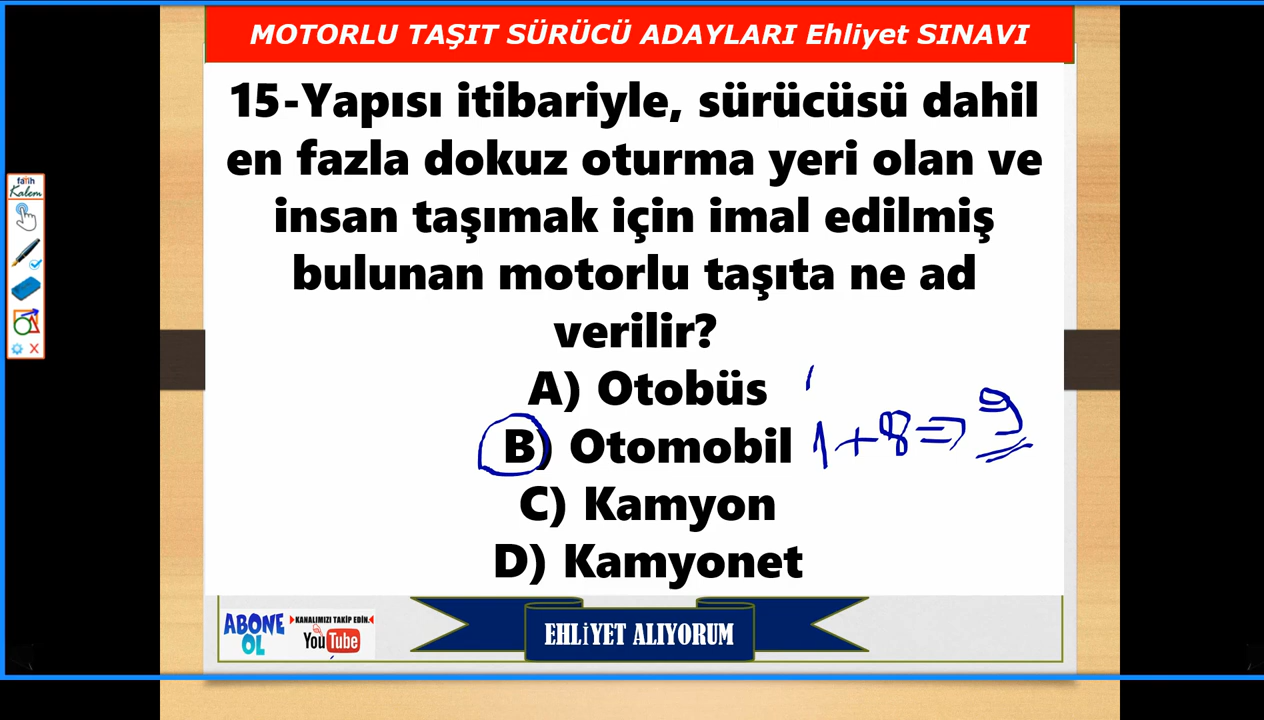 MOTORLU TAŞIT SÜRÜCÜ ADAYLARI Ehliyet SINAVI
fatih
Kalem
15-Yapısı itibariyle, sürücüsü dahil
en fazla dokuz oturma yeri olan ve
insan taşımak için imal edilmiş
bulunan motorlu taşıta ne ad
verilir?
A) Otobüs
B) Otomobil 1+8=>9
C) Kamyon
D) Kamyonet
ABONE
OL
KANALIMIZI TAKİP EDİN.
YouTube
EHLİYET ALIYORUM